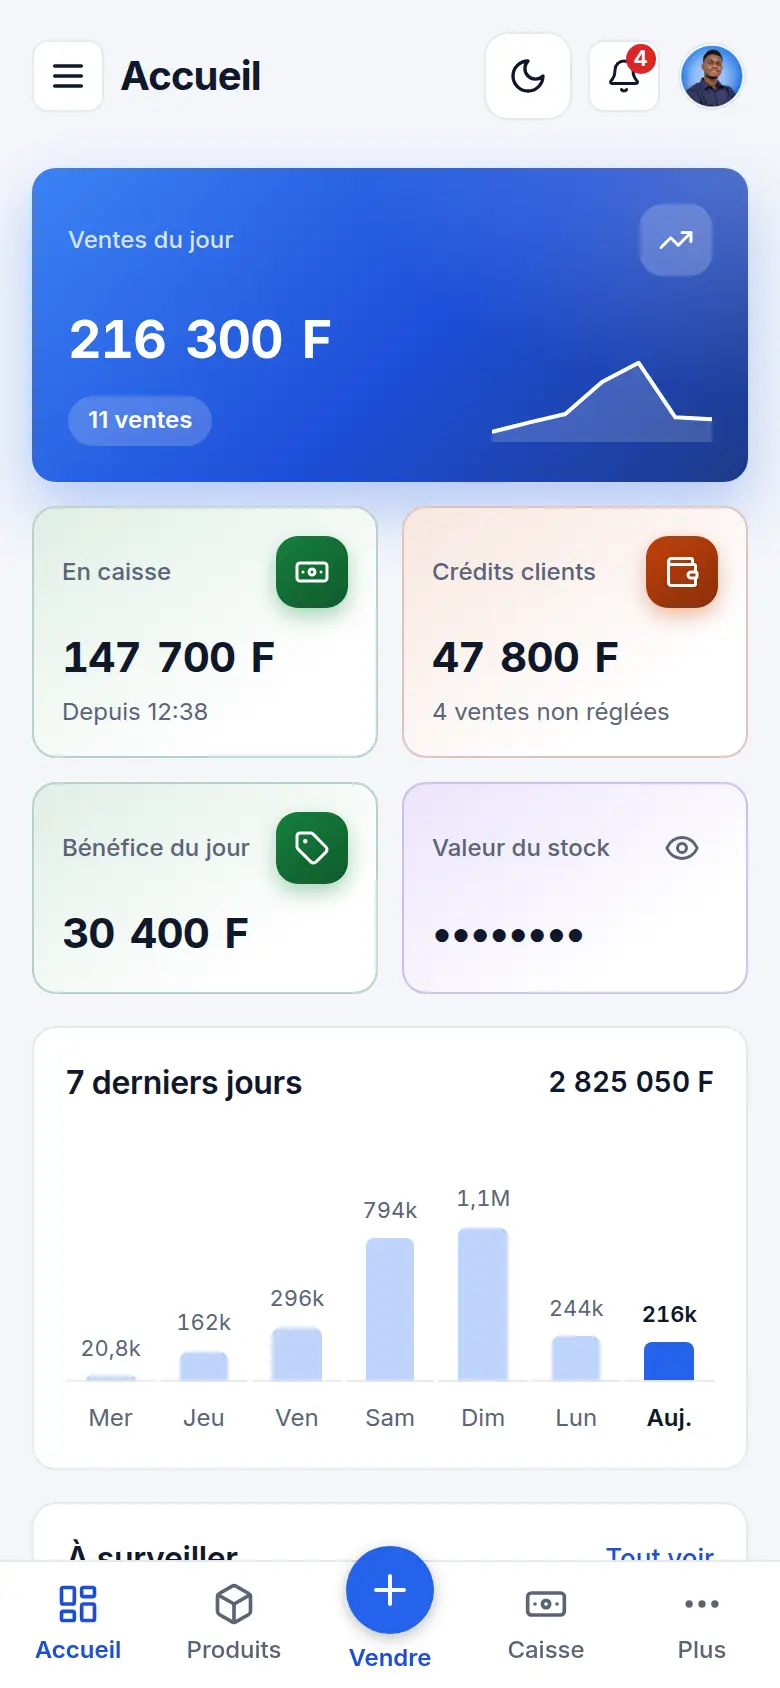 Accueil
4
Ventes du jour
216 300 F
11 ventes
En caisse
147 700 F
Depuis 12:38
Crédits clients
47 800 F
4 ventes non réglées
Bénéfice du jour
30 400 F
Valeur du stock
••••••••
7 derniers jours
2 825 050 F
20,8k
162k
296k
794k
1,1M
244k
216k
Mer
Jeu
Ven
Sam
Dim
Lun
Auj.
À surveiller
Tout voir
Accueil
Produits
Vendre
Caisse
Plus